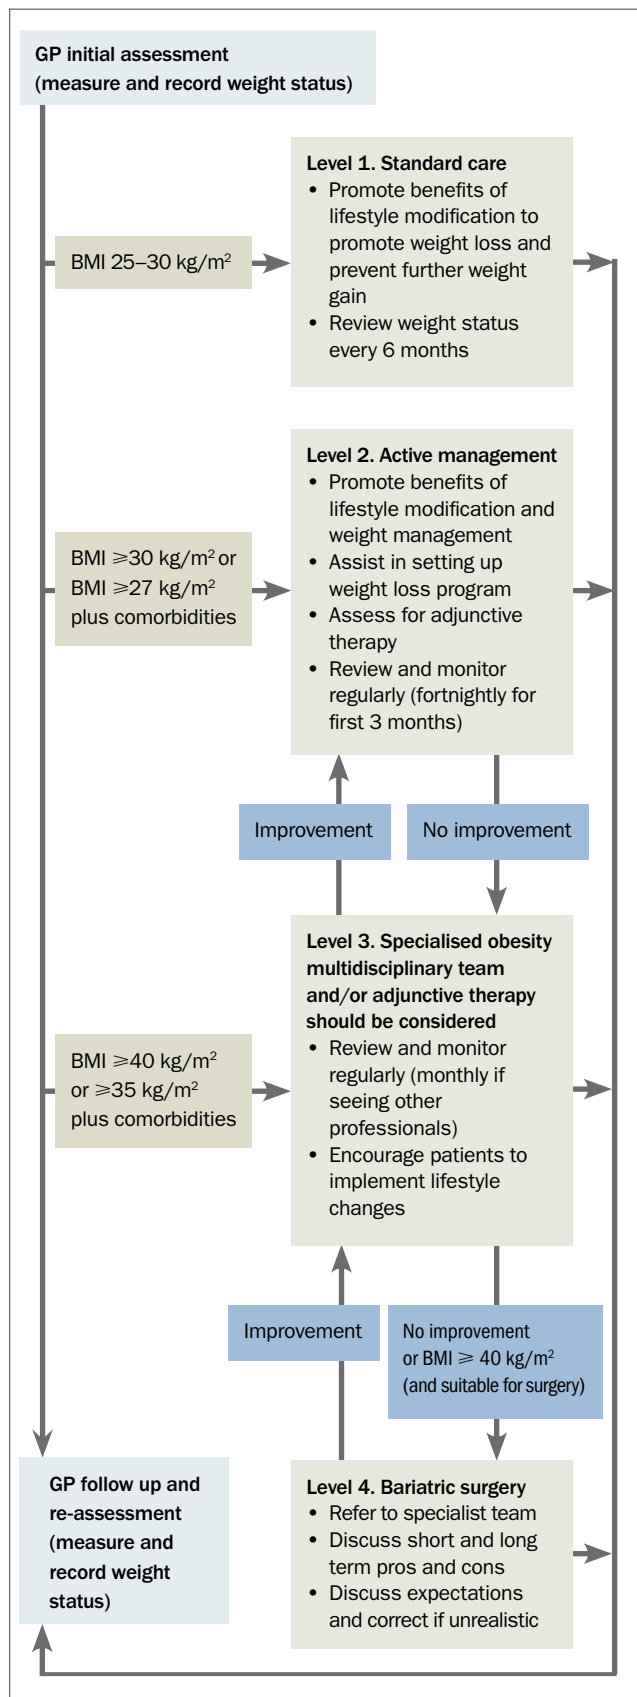 GP initial assessment
(measure and record weight status)
Level 1. Standard care
• Promote benefits of
lifestyle modification to
promote weight loss and
prevent further weight
gain
• Review weight status
every 6 months
BMI 25–30 kg/m²
Level 2. Active management
• Promote benefits of
lifestyle modification and
weight management
• Assist in setting up
weight loss program
• Assess for adjunctive
therapy
• Review and monitor
regularly (fortnightly for
first 3 months)
BMI ⩾30 kg/m² or
BMI ⩾27 kg/m²
plus comorbidities
Improvement
No improvement
Level 3. Specialised obesity
multidisciplinary team
and/or adjunctive therapy
should be considered
• Review and monitor
regularly (monthly if
seeing other
professionals)
• Encourage patients to
implement lifestyle
changes
BMI ⩾40 kg/m²
or ⩾35 kg/m²
plus comorbidities
Improvement
No improvement
or BMI ⩾ 40 kg/m²
(and suitable for surgery)
GP follow up and
re-assessment
(measure and
record weight
status)
Level 4. Bariatric surgery
• Refer to specialist team
• Discuss short and long
term pros and cons
• Discuss expectations
and correct if unrealistic